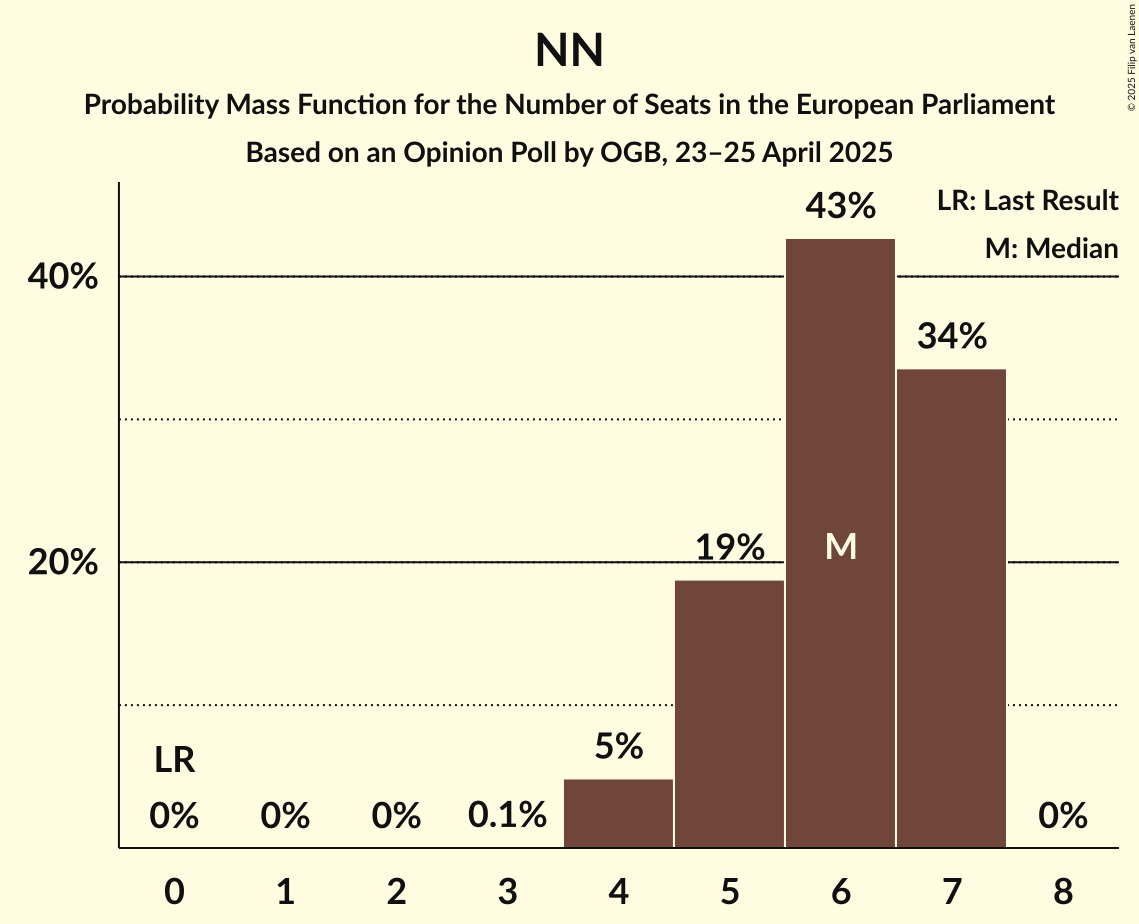 NN
Probability Mass Function for the Number of Seats in the European Parliament
Based on an Opinion Poll by OGB, 23–25 April 2025
© 2025 Filip van Laenen
LR: Last Result
M: Median
43%
40%
34%
20%
19%
M
5%
LR
0%
0%
0%
0.1%
0%
0 1 2 3 4 5 6 7 8